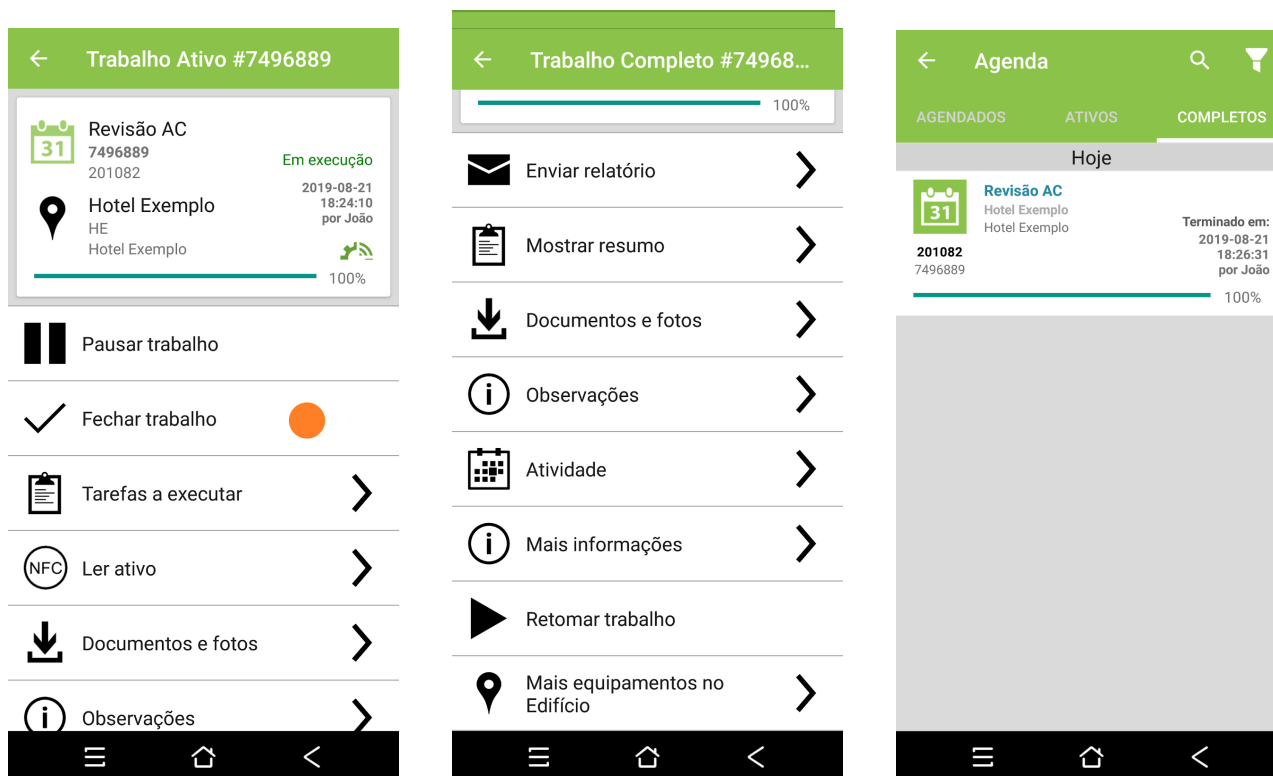 Trabalho Ativo #7496889
31
Revisão AC
7496889
201082
Em execução
2019-08-21
18:24:10
por João
Hotel Exemplo
HE
Hotel Exemplo
100%
Pausar trabalho
Fechar trabalho
Tarefas a executar
NFC
Ler ativo
Documentos e fotos
Observações
Trabalho Completo #74968...
100%
Enviar relatório
Mostrar resumo
Documentos e fotos
Observações
Atividade
Mais informações
Retomar trabalho
Mais equipamentos no
Edifício
Agenda
AGENDADOS ATIVOS COMPLETOS
Hoje
31
Revisão AC
Hotel Exemplo
Hotel Exemplo
201082
7496889
Terminado em:
2019-08-21
18:26:31
por João
100%